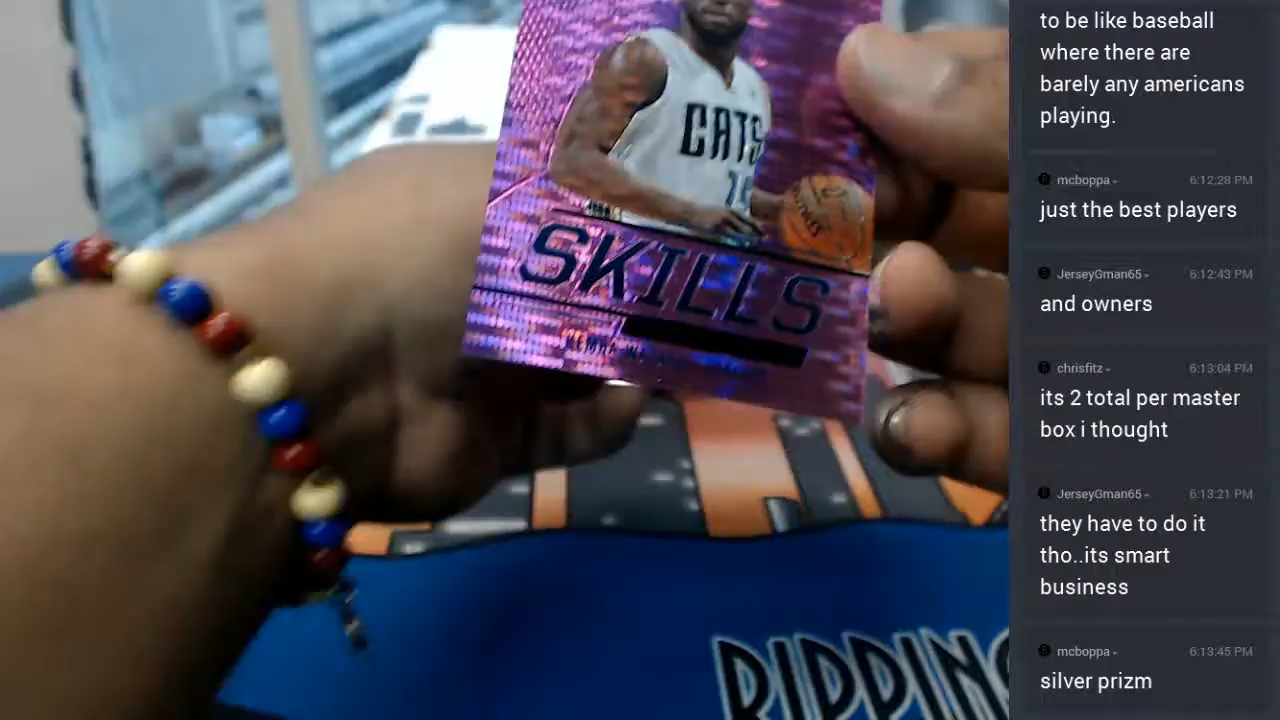 CATS
SKILLS
KEMBA
RIPPING
to be like baseball
where there are
barely any americans
playing.
mcboppa
6:12:28 PM
just the best players
JerseyGman65
6:12:43 PM
and owners
chrisfitz
6:13:04 PM
its 2 total per master
box i thought
JerseyGman65
6:13:21 PM
they have to do it
tho..its smart
business
mcboppa
6:13:45 PM
silver prizm